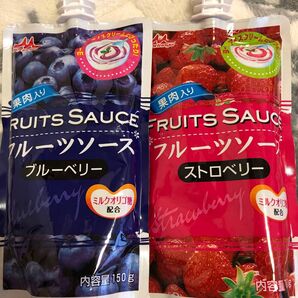 果肉入り
FRUITS SAUCE
フルーツソース
ブルーベリー
ミルクオリゴ糖
配合
内容量150g
果肉入り
FRUITS SAUCE
フルーツソース
ストロベリー
Strawberry
ミルクオリゴ糖
配合
内容量